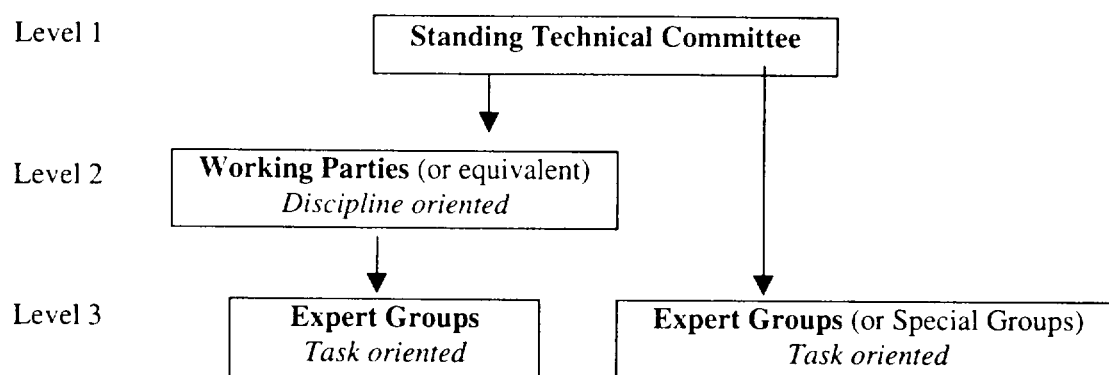 Level 1
Standing Technical Committee
Level 2
Working Parties (or equivalent)
Discipline oriented
Level 3
Expert Groups
Task oriented
Expert Groups (or Special Groups)
Task oriented